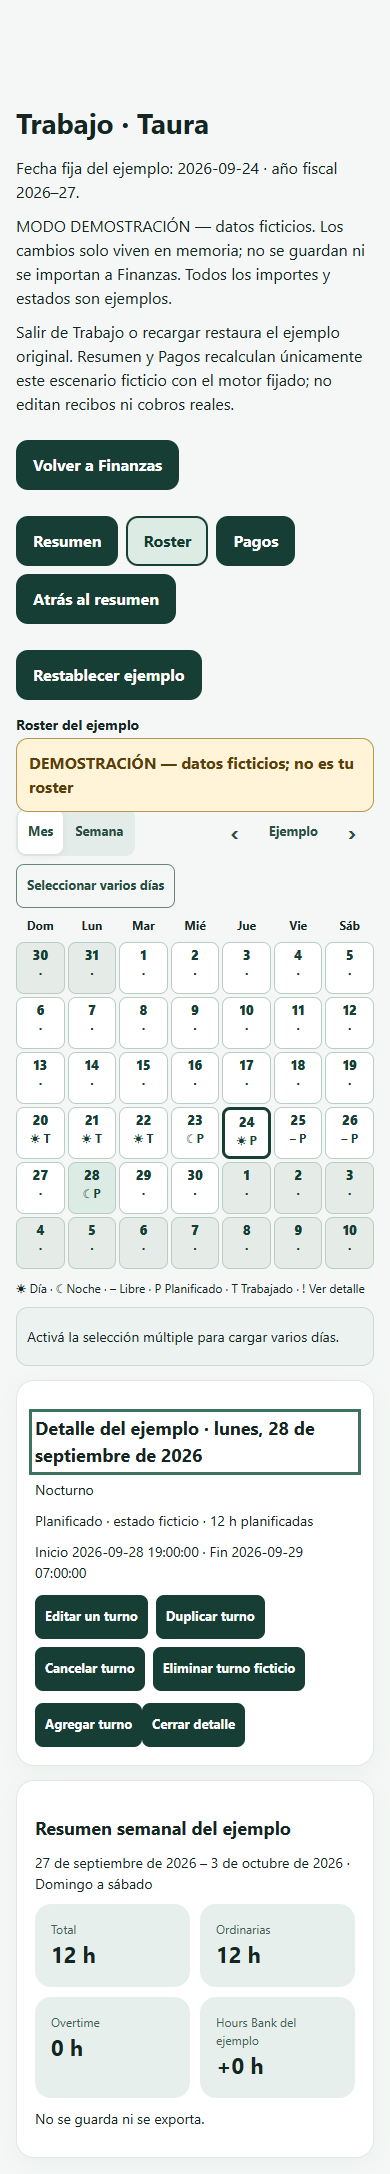 Trabajo · Taura
Fecha fija del ejemplo: 2026-09-24 · año fiscal
2026–27.
MODO DEMOSTRACIÓN — datos ficticios. Los
cambios solo viven en memoria; no se guardan ni
se importan a Finanzas. Todos los importes y
estados son ejemplos.
Salir de Trabajo o recargar restaura el ejemplo
original. Resumen y Pagos recalculan únicamente
este escenario ficticio con el motor fijado; no
editan recibos ni cobros reales.
Volver a Finanzas
Resumen Roster Pagos
Atrás al resumen
Restablecer ejemplo
Roster del ejemplo
DEMOSTRACIÓN — datos ficticios; no es tu
roster
Mes Semana ‹ Ejemplo ›
Seleccionar varios días
Dom Lun Mar Mié Jue Vie Sáb
30 31 1 2 3 4 5
· · · · · · ·
6 7 8 9 10 11 12
· · · · · · ·
13 14 15 16 17 18 19
· · · · · · ·
20 21 22 23 24 25 26
☀ T ☀ T ☀ T ☾ P ☀ P – P – P
27 28 29 30 1 2 3
· ☾ P · · · · ·
4 5 6 7 8 9 10
· · · · · · ·
☀ Día · ☾ Noche · – Libre · P Planificado · T Trabajado · ! Ver detalle
Activá la selección múltiple para cargar varios días.
Detalle del ejemplo · lunes, 28 de
septiembre de 2026
Nocturno
Planificado · estado ficticio · 12 h planificadas
Inicio 2026-09-28 19:00:00 · Fin 2026-09-29
07:00:00
Editar un turno Duplicar turno
Cancelar turno Eliminar turno ficticio
Agregar turno Cerrar detalle
Resumen semanal del ejemplo
27 de septiembre de 2026 – 3 de octubre de 2026 ·
Domingo a sábado
Total
12 h
Ordinarias
12 h
Overtime
0 h
Hours Bank del
ejemplo
+0 h
No se guarda ni se exporta.